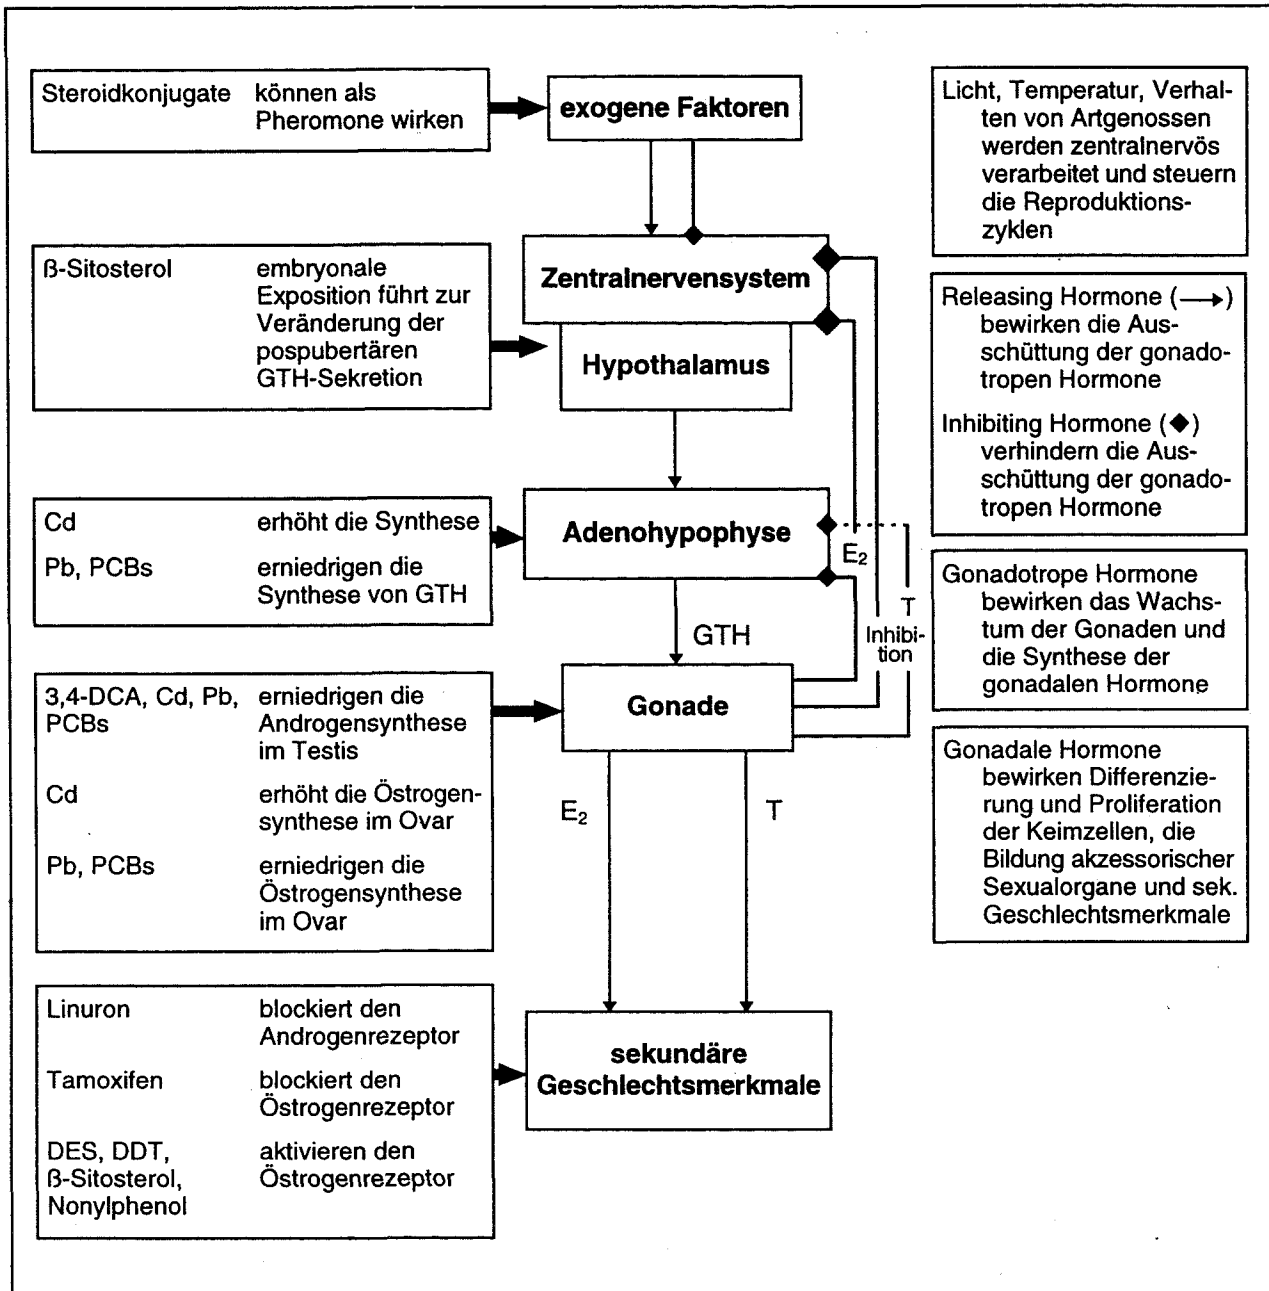 Steroidkonjugate können als
Pheromone wirken
exogene Faktoren
Licht, Temperatur, Verhal-
ten von Artgenossen
werden zentralnervös
verarbeitet und steuern
die Reproduktions-
zyklen
ß-Sitosterol embryonale
Exposition führt zur
Veränderung der
pospubertären
GTH-Sekretion
Zentralnervensystem
Hypothalamus
Releasing Hormone (→)
bewirken die Aus-
schüttung der gonado-
tropen Hormone
Inhibiting Hormone (◆)
verhindern die Aus-
schüttung der gonado-
tropen Hormone
Cd erhöht die Synthese
Pb, PCBs erniedrigen die
Synthese von GTH
Adenohypophyse
E₂
T
Inhibi-
tion
GTH
Gonadotrope Hormone
bewirken das Wachs-
tum der Gonaden und
die Synthese der
gonadalen Hormone
3,4-DCA, Cd, Pb, erniedrigen die
PCBs Androgensynthese
im Testis
Cd erhöht die Östrogen-
synthese im Ovar
Pb, PCBs erniedrigen die
Östrogensynthese
im Ovar
Gonade
E₂ T
Gonadale Hormone
bewirken Differenzie-
rung und Proliferation
der Keimzellen, die
Bildung akzessorischer
Sexualorgane und sek.
Geschlechtsmerkmale
Linuron blockiert den
Androgenrezeptor
Tamoxifen blockiert den
Östrogenrezeptor
DES, DDT, aktivieren den
ß-Sitosterol, Östrogenrezeptor
Nonylphenol
sekundäre
Geschlechtsmerkmale